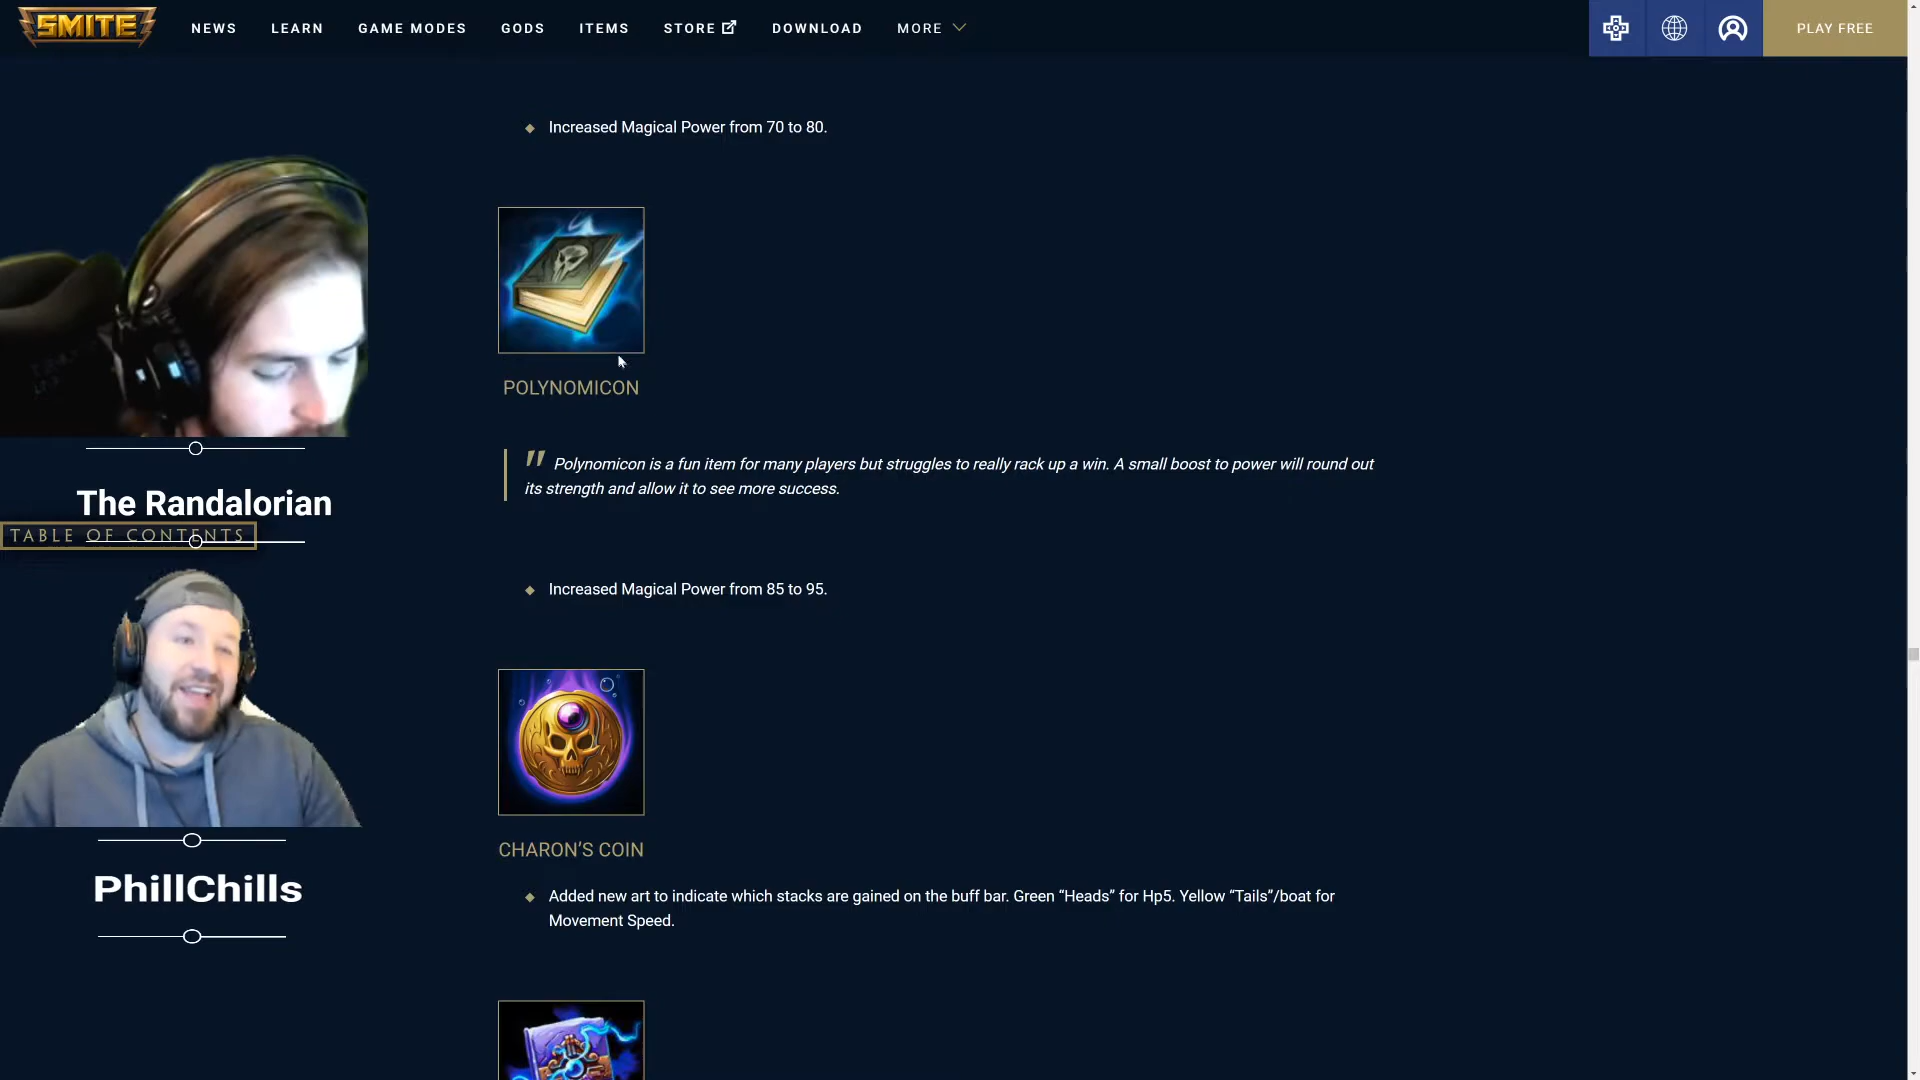 SMITE
NEWS
LEARN
GAME MODES
GODS
ITEMS
STORE
DOWNLOAD
MORE
PLAY FREE
Increased Magical Power from 70 to 80.
POLYNOMICON
" Polynomicon is a fun item for many players but struggles to really rack up a win. A small boost to power will round out
its strength and allow it to see more success.
The Randalorian
TABLE OF CONTENTS
Increased Magical Power from 85 to 95.
CHARON’S COIN
PhillChills
Added new art to indicate which stacks are gained on the buff bar. Green “Heads” for Hp5. Yellow “Tails”/boat for
Movement Speed.